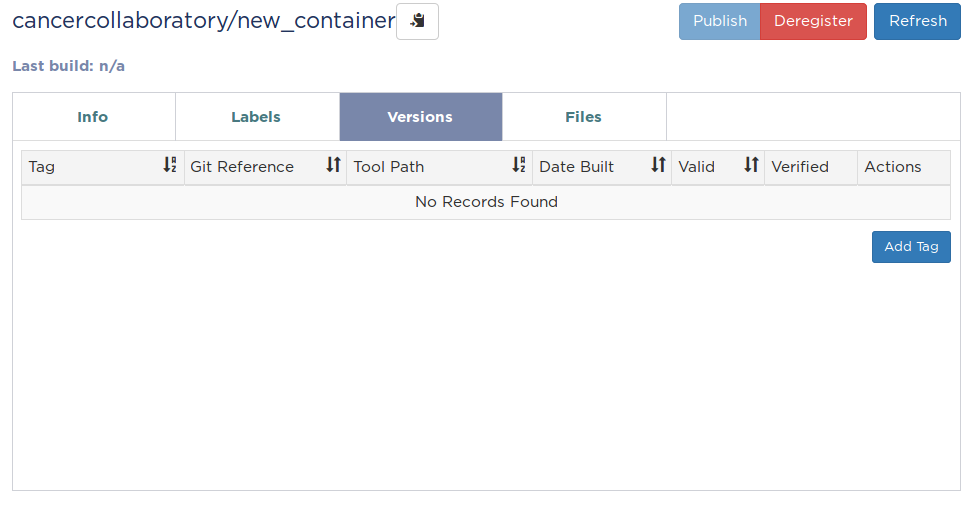 cancercollaboratory/new_container Publish Deregister Refresh
Last build: n/a
Info Labels Versions Files
Tag Git Reference Tool Path Date Built Valid Verified Actions
No Records Found
Add Tag